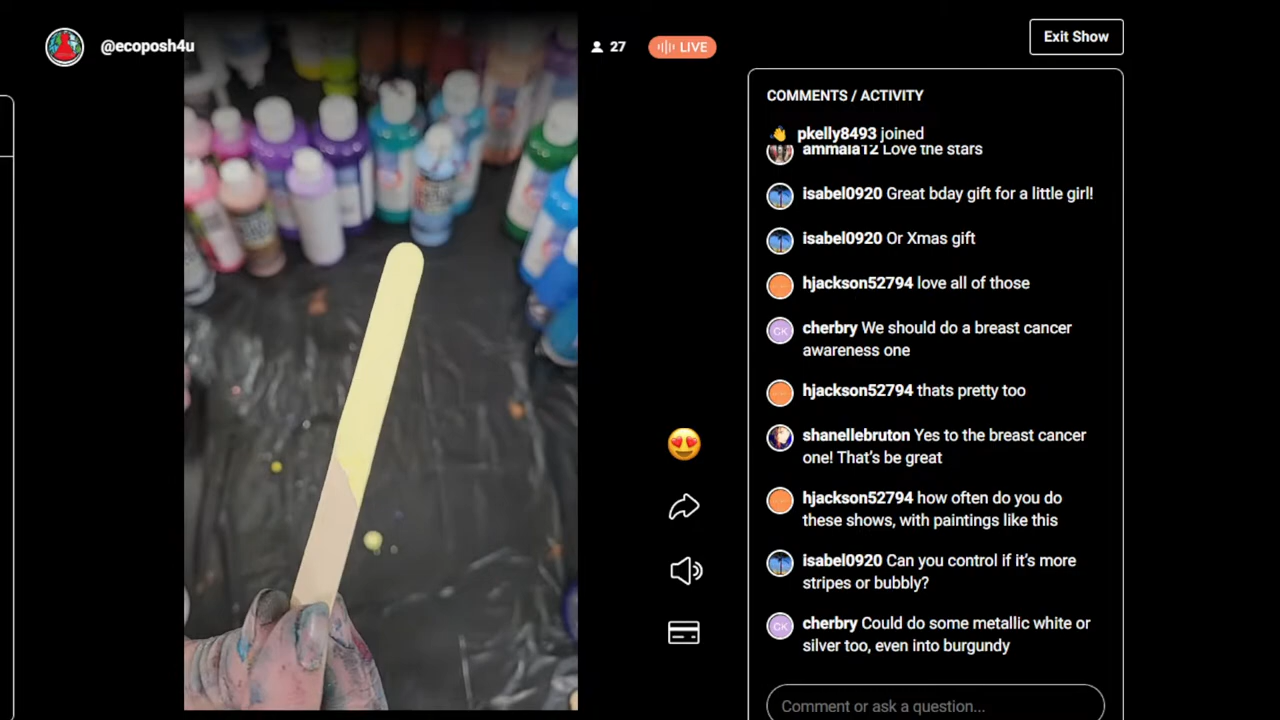 @ecoposh4u
27
LIVE
Exit Show
COMMENTS / ACTIVITY
👋 pkelly8493 joined
ammala12 Love the stars
isabel0920 Great bday gift for a little girl!
isabel0920 Or Xmas gift
hjackson52794 love all of those
CK cherbry We should do a breast cancer
awareness one
hjackson52794 thats pretty too
shanellebruton Yes to the breast cancer
one! That's be great
hjackson52794 how often do you do
these shows, with paintings like this
isabel0920 Can you control if it's more
stripes or bubbly?
CK cherbry Could do some metallic white or
silver too, even into burgundy
Comment or ask a question...